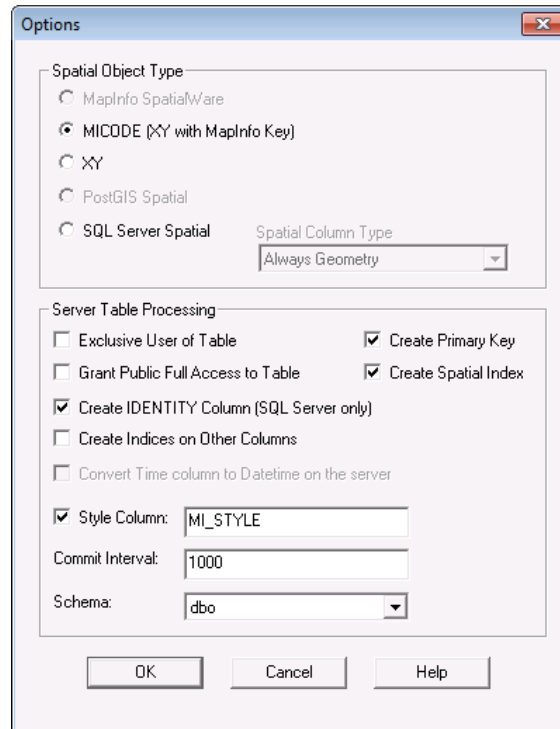 Options
Spatial Object Type
MapInfo SpatialWare
MICODE (XY with MapInfo Key)
XY
PostGIS Spatial
SQL Server Spatial
Spatial Column Type
Always Geometry
Server Table Processing
Exclusive User of Table
Create Primary Key
Grant Public Full Access to Table
Create Spatial Index
Create IDENTITY Column (SQL Server only)
Create Indices on Other Columns
Convert Time column to Datetime on the server
Style Column: MI_STYLE
Commit Interval: 1000
Schema: dbo
OK Cancel Help